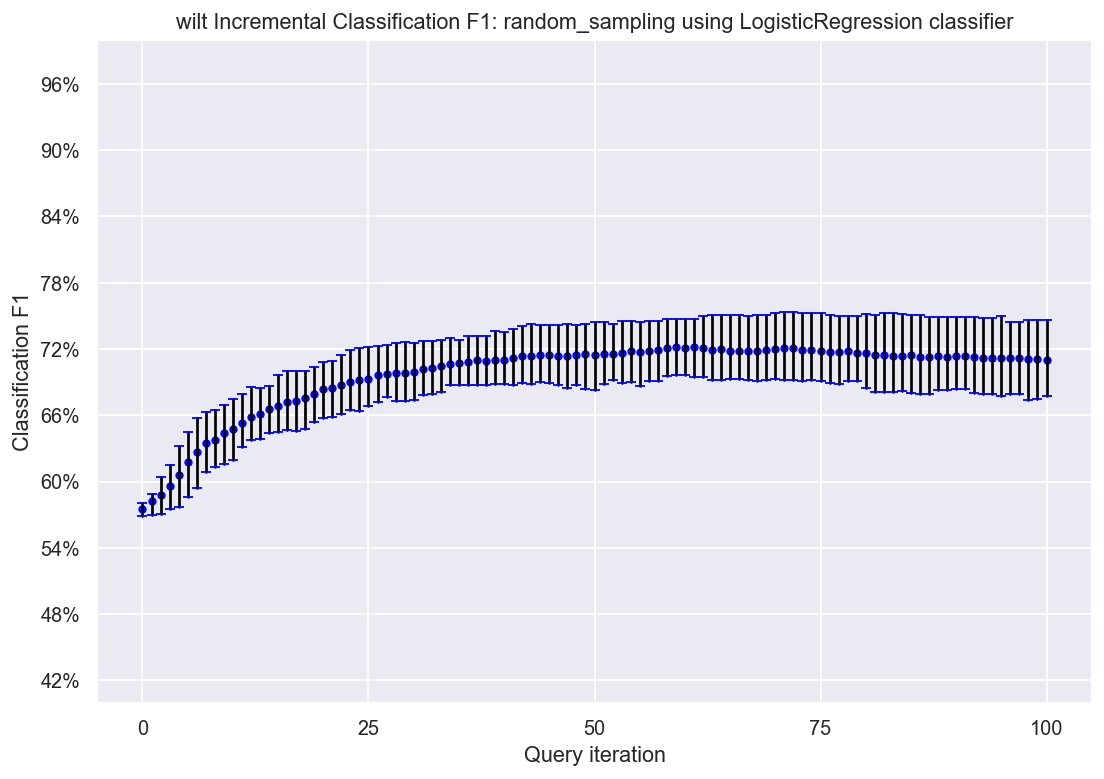 wilt Incremental Classification F1: random_sampling using LogisticRegression classifier
96%
90%
84%
78%
72%
66%
60%
54%
48%
42%
Classification F1
0 25 50 75 100
Query iteration